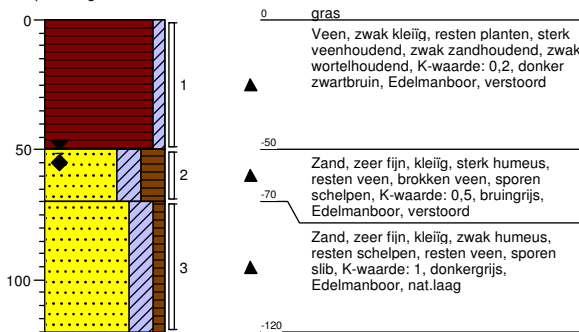 0
50
100
1
2
3
0
gras
Veen, zwak kleiïg, resten planten, sterk
veenhoudend, zwak zandhoudend, zwak
wortelhoudend, K-waarde: 0,2, donker
zwartbruin, Edelmanboor, verstoord
-50
Zand, zeer fijn, kleiïg, sterk humeus,
resten veen, brokken veen, sporen
schelpen, K-waarde: 0,5, bruingrijs,
Edelmanboor, verstoord
-70
Zand, zeer fijn, kleiïg, zwak humeus,
resten schelpen, resten veen, sporen
slib, K-waarde: 1, donkergrijs,
Edelmanboor, nat.laag
-120